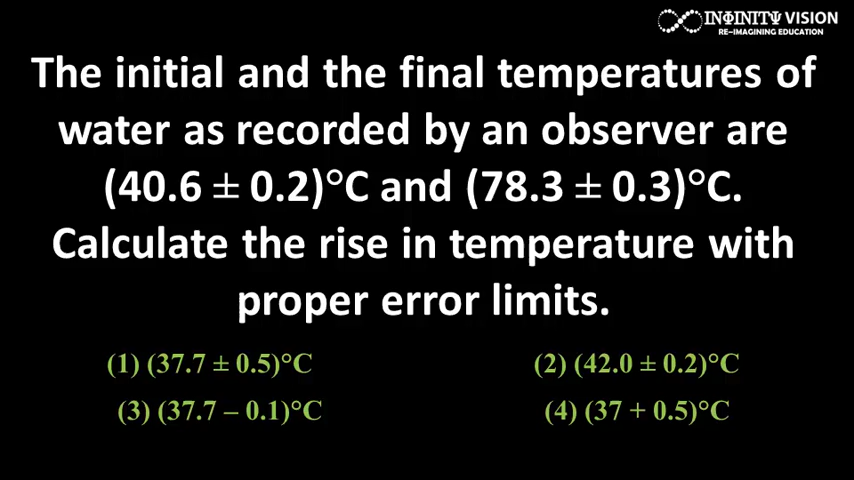 INΦINITΨ VISION
RE-IMAGINING EDUCATION
The initial and the final temperatures of
water as recorded by an observer are
(40.6 ± 0.2)°C and (78.3 ± 0.3)°C.
Calculate the rise in temperature with
proper error limits.
(1) (37.7 ± 0.5)°C (2) (42.0 ± 0.2)°C
(3) (37.7 – 0.1)°C (4) (37 + 0.5)°C